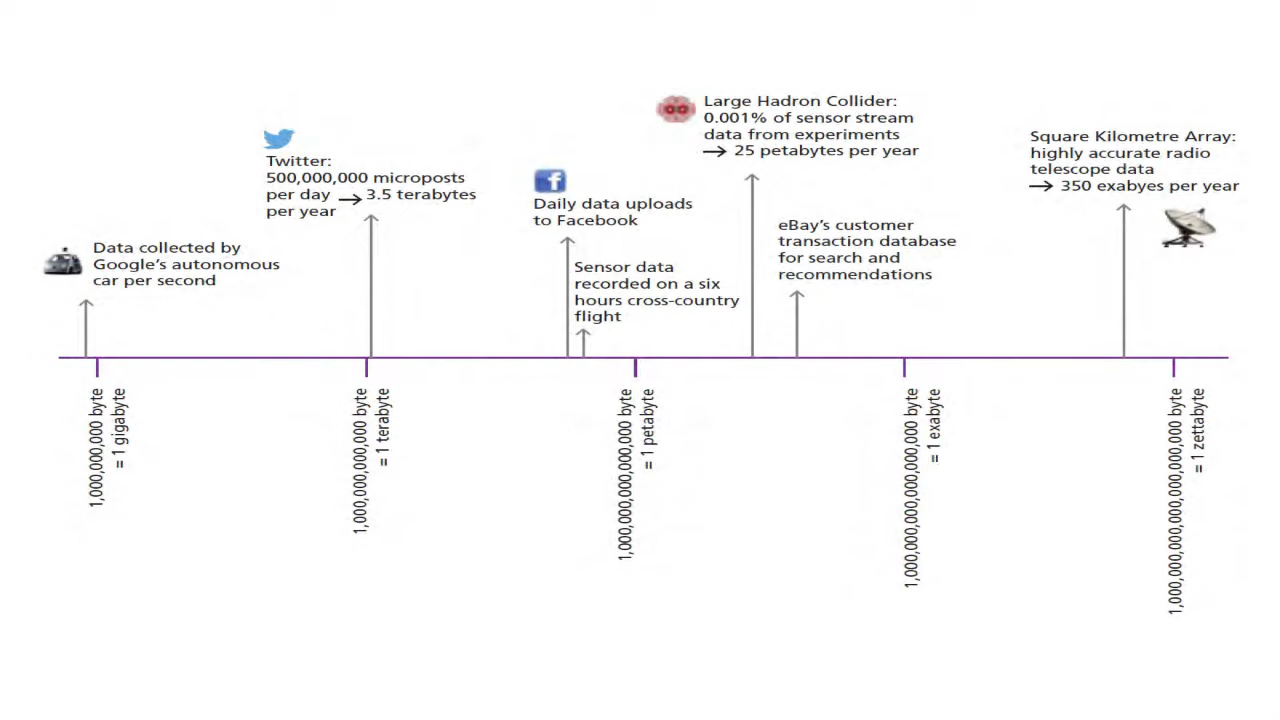 Large Hadron Collider:
0.001% of sensor stream
data from experiments
→ 25 petabytes per year
Twitter:
500,000,000 microposts
per day → 3.5 terabytes
per year
Square Kilometre Array:
highly accurate radio
telescope data
→ 350 exabyes per year
f
Daily data uploads
to Facebook
eBay's customer
transaction database
for search and
recommendations
Data collected by
Google's autonomous
car per second
Sensor data
recorded on a six
hours cross-country
flight
1,000,000,000 byte
= 1 gigabyte
1,000,000,000,000 byte
= 1 terabyte
1,000,000,000,000,000 byte
= 1 petabyte
1,000,000,000,000,000,000 byte
= 1 exabyte
1,000,000,000,000,000,000,000 byte
= 1 zettabyte